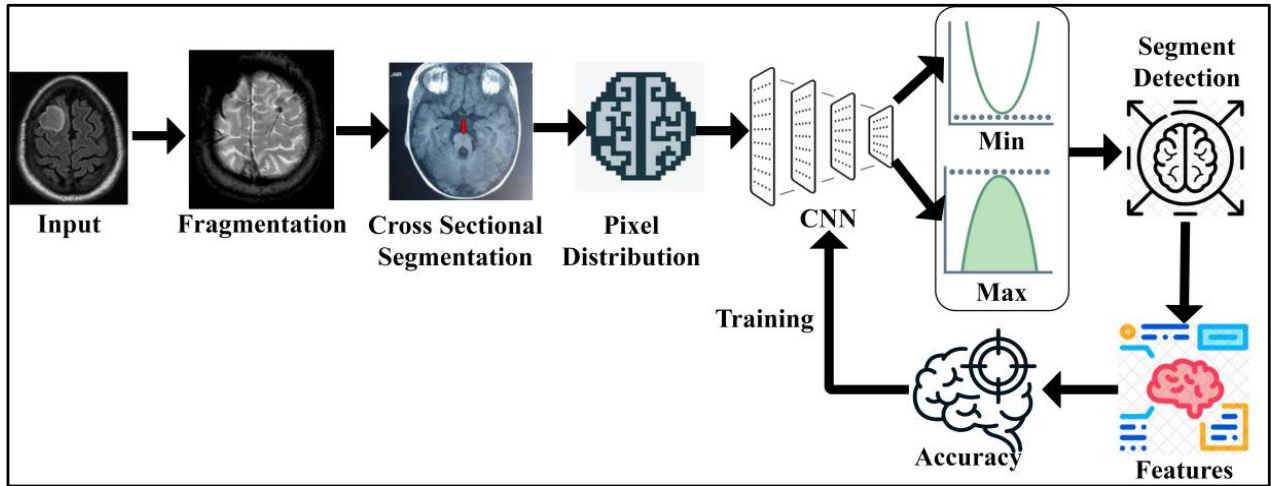 Input
Fragmentation
Cross Sectional
Segmentation
Pixel
Distribution
CNN
Min
Max
Segment
Detection
Training
Accuracy
Features